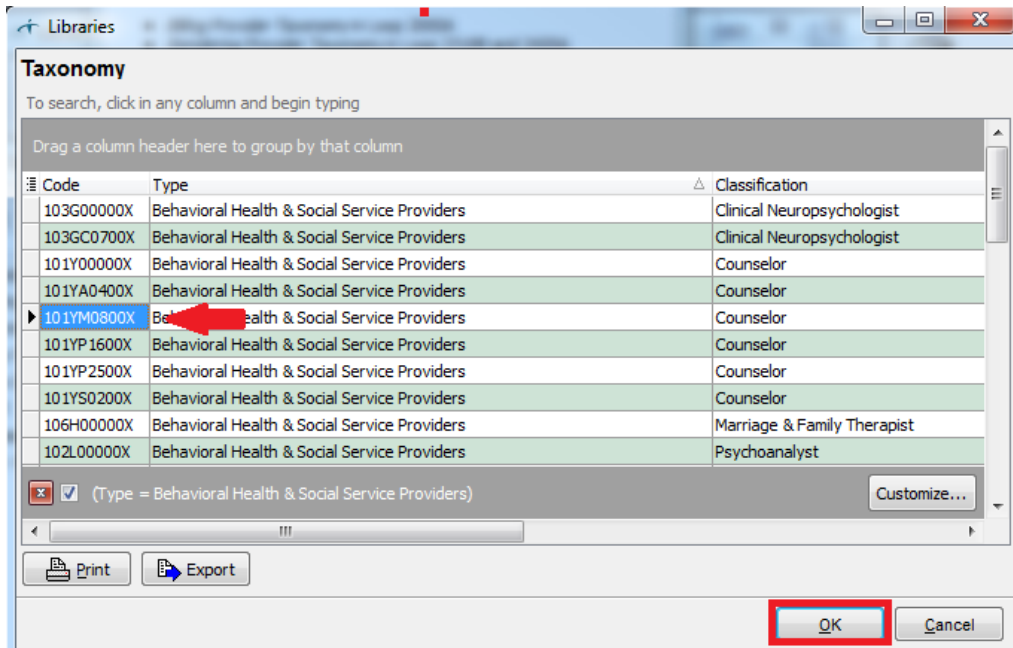 Libraries
Taxonomy
To search, click in any column and begin typing
Drag a column header here to group by that column
Code Type Classification
103G00000X Behavioral Health & Social Service Providers Clinical Neuropsychologist
103GC0700X Behavioral Health & Social Service Providers Clinical Neuropsychologist
101Y00000X Behavioral Health & Social Service Providers Counselor
101YA0400X Behavioral Health & Social Service Providers Counselor
101YM0800X & Social Service Providers Counselor
101YP1600X Behavioral Health & Social Service Providers Counselor
101YP2500X Behavioral Health & Social Service Providers Counselor
101YS0200X Behavioral Health & Social Service Providers Counselor
106H00000X Behavioral Health & Social Service Providers Marriage & Family Therapist
102L00000X Behavioral Health & Social Service Providers Psychoanalyst
(Type = Behavioral Health & Social Service Providers) Customize...
Print Export
OK Cancel